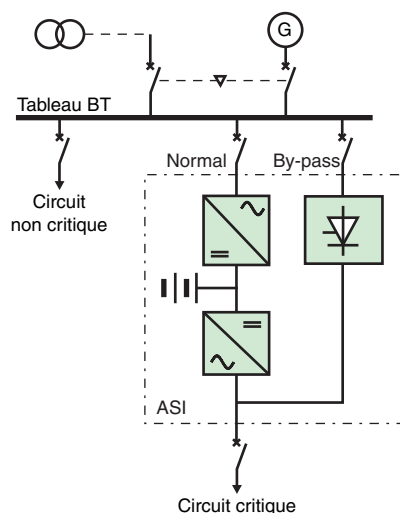 G
Tableau BT
Normal
By-pass
Circuit
non critique
ASI
Circuit critique